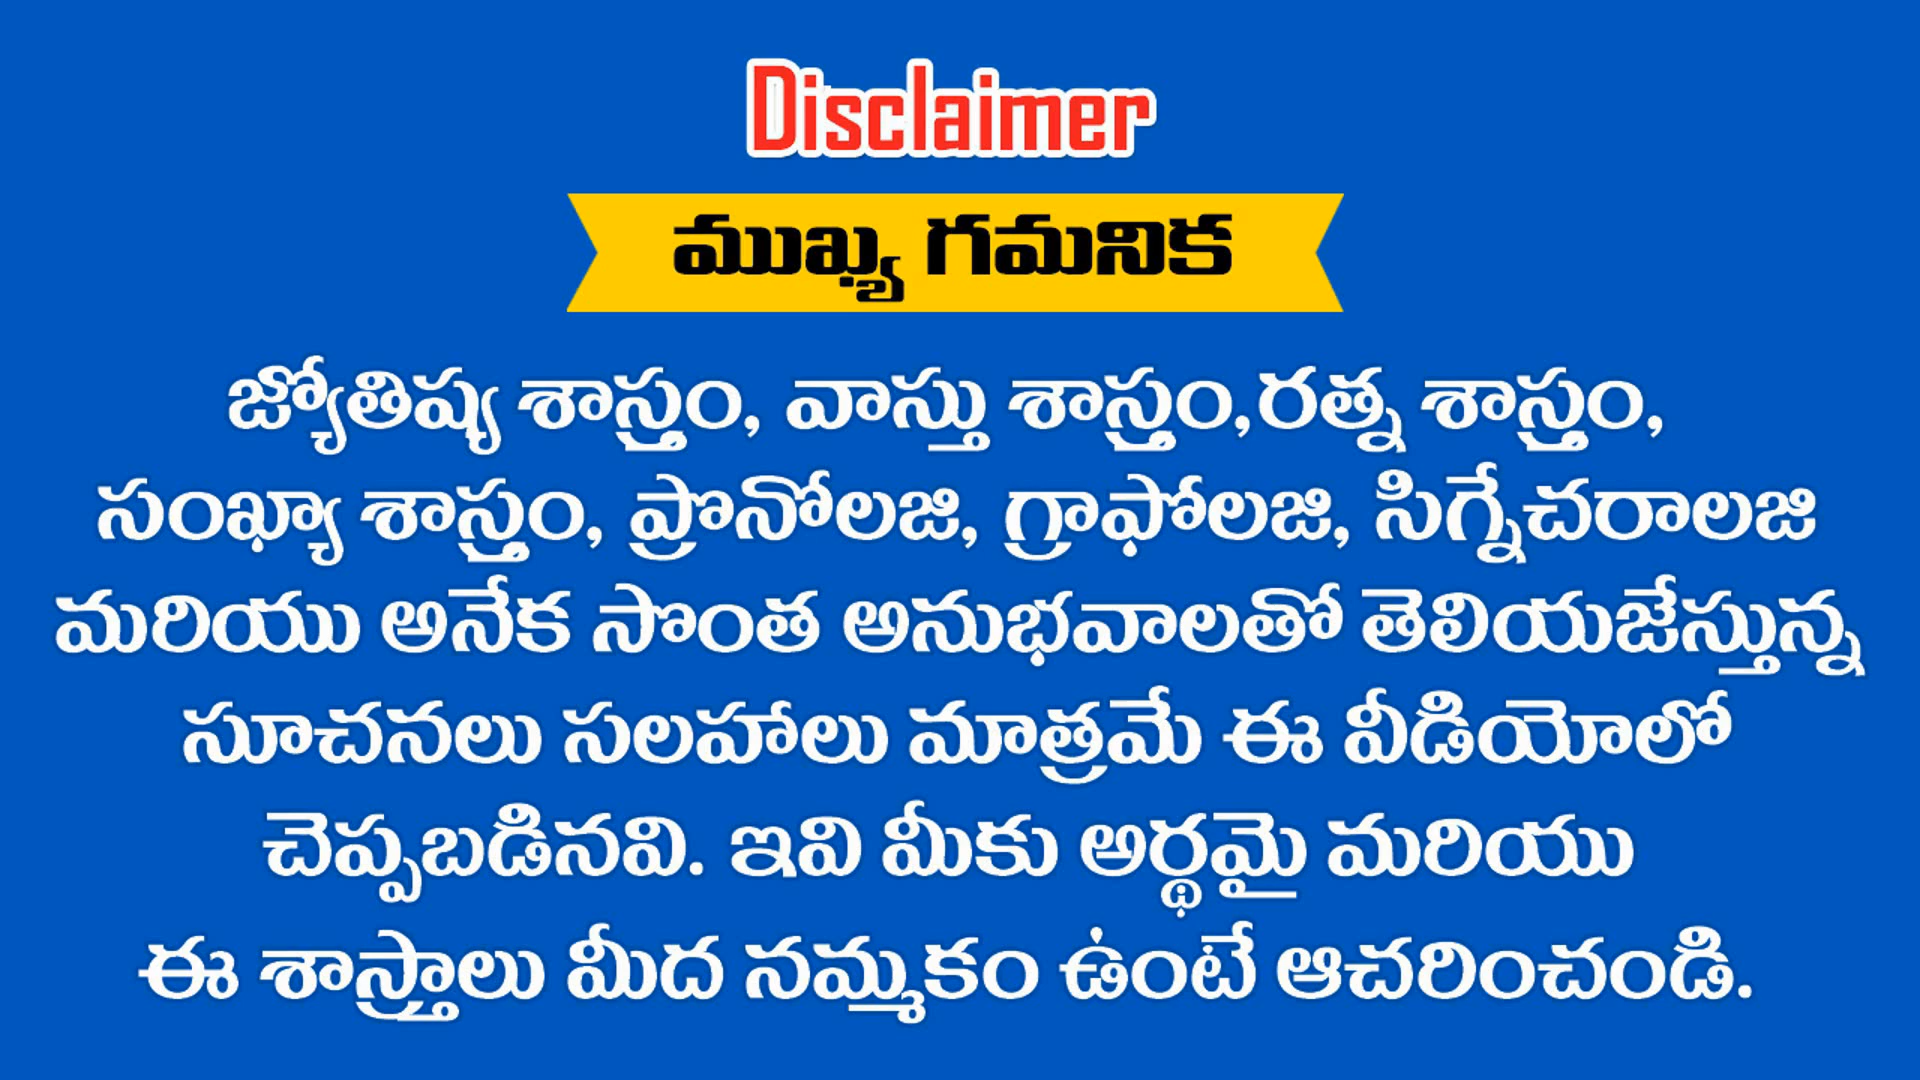 Disclaimer
ముఖ్య గమనిక
జ్యోతిష్య శాస్త్రం, వాస్తు శాస్త్రం,రత్న శాస్త్రం,
సంఖ్యా శాస్త్రం, ప్రొనోలజి, గ్రాఫోలజి, సిగ్నేచరాలజి
మరియు అనేక సొంత అనుభవాలతో తెలియజేస్తున్న
సూచనలు సలహాలు మాత్రమే ఈ వీడియోలో
చెప్పబడినవి. ఇవి మీకు అర్థమై మరియు
ఈ శాస్త్రాలు మీద నమ్మకం ఉంటే ఆచరించండి.